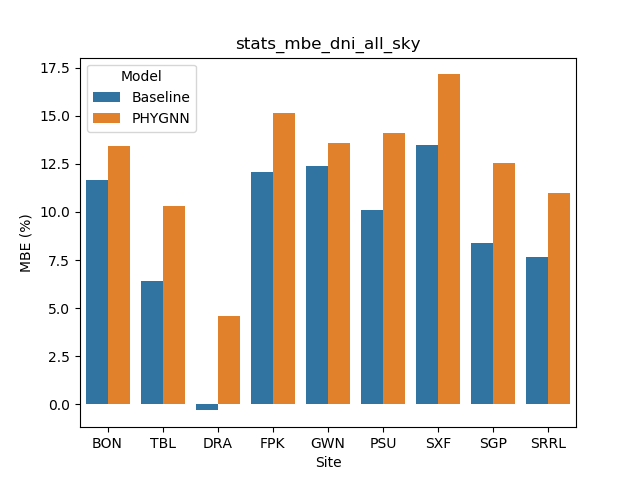 stats_mbe_dni_all_sky
Model
Baseline
PHYGNN
MBE (%)
17.5
15.0
12.5
10.0
7.5
5.0
2.5
0.0
BON TBL DRA FPK GWN PSU SXF SGP SRRL
Site